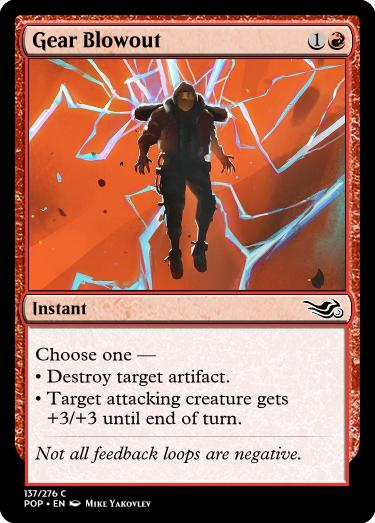 Gear Blowout 1
Instant
Choose one —
• Destroy target artifact.
• Target attacking creature gets
+3/+3 until end of turn.
Not all feedback loops are negative.
137/276 C
POP • EN Mike Yakovlev